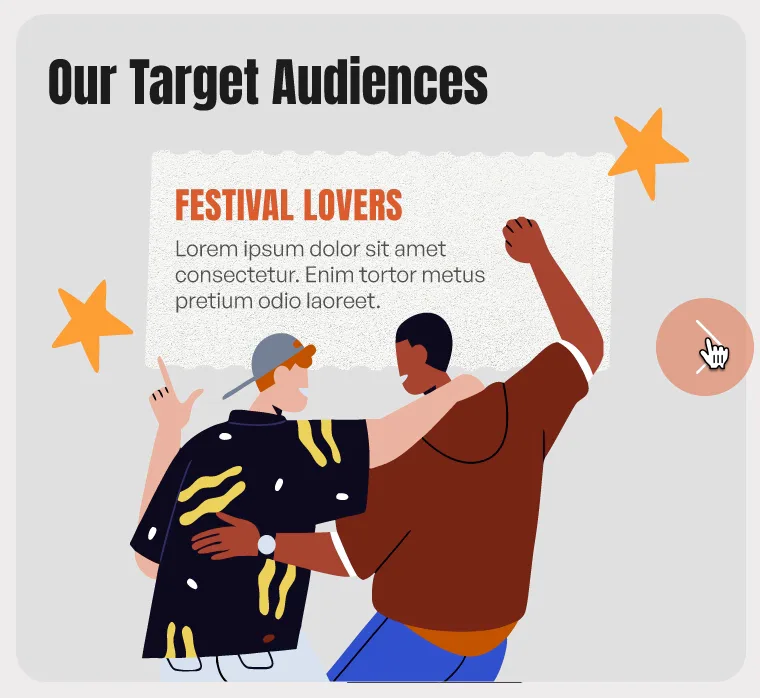 Our Target Audiences
FESTIVAL LOVERS
Lorem ipsum dolor sit amet
consectetur. Enim tortor metus
pretium odio laoreet.